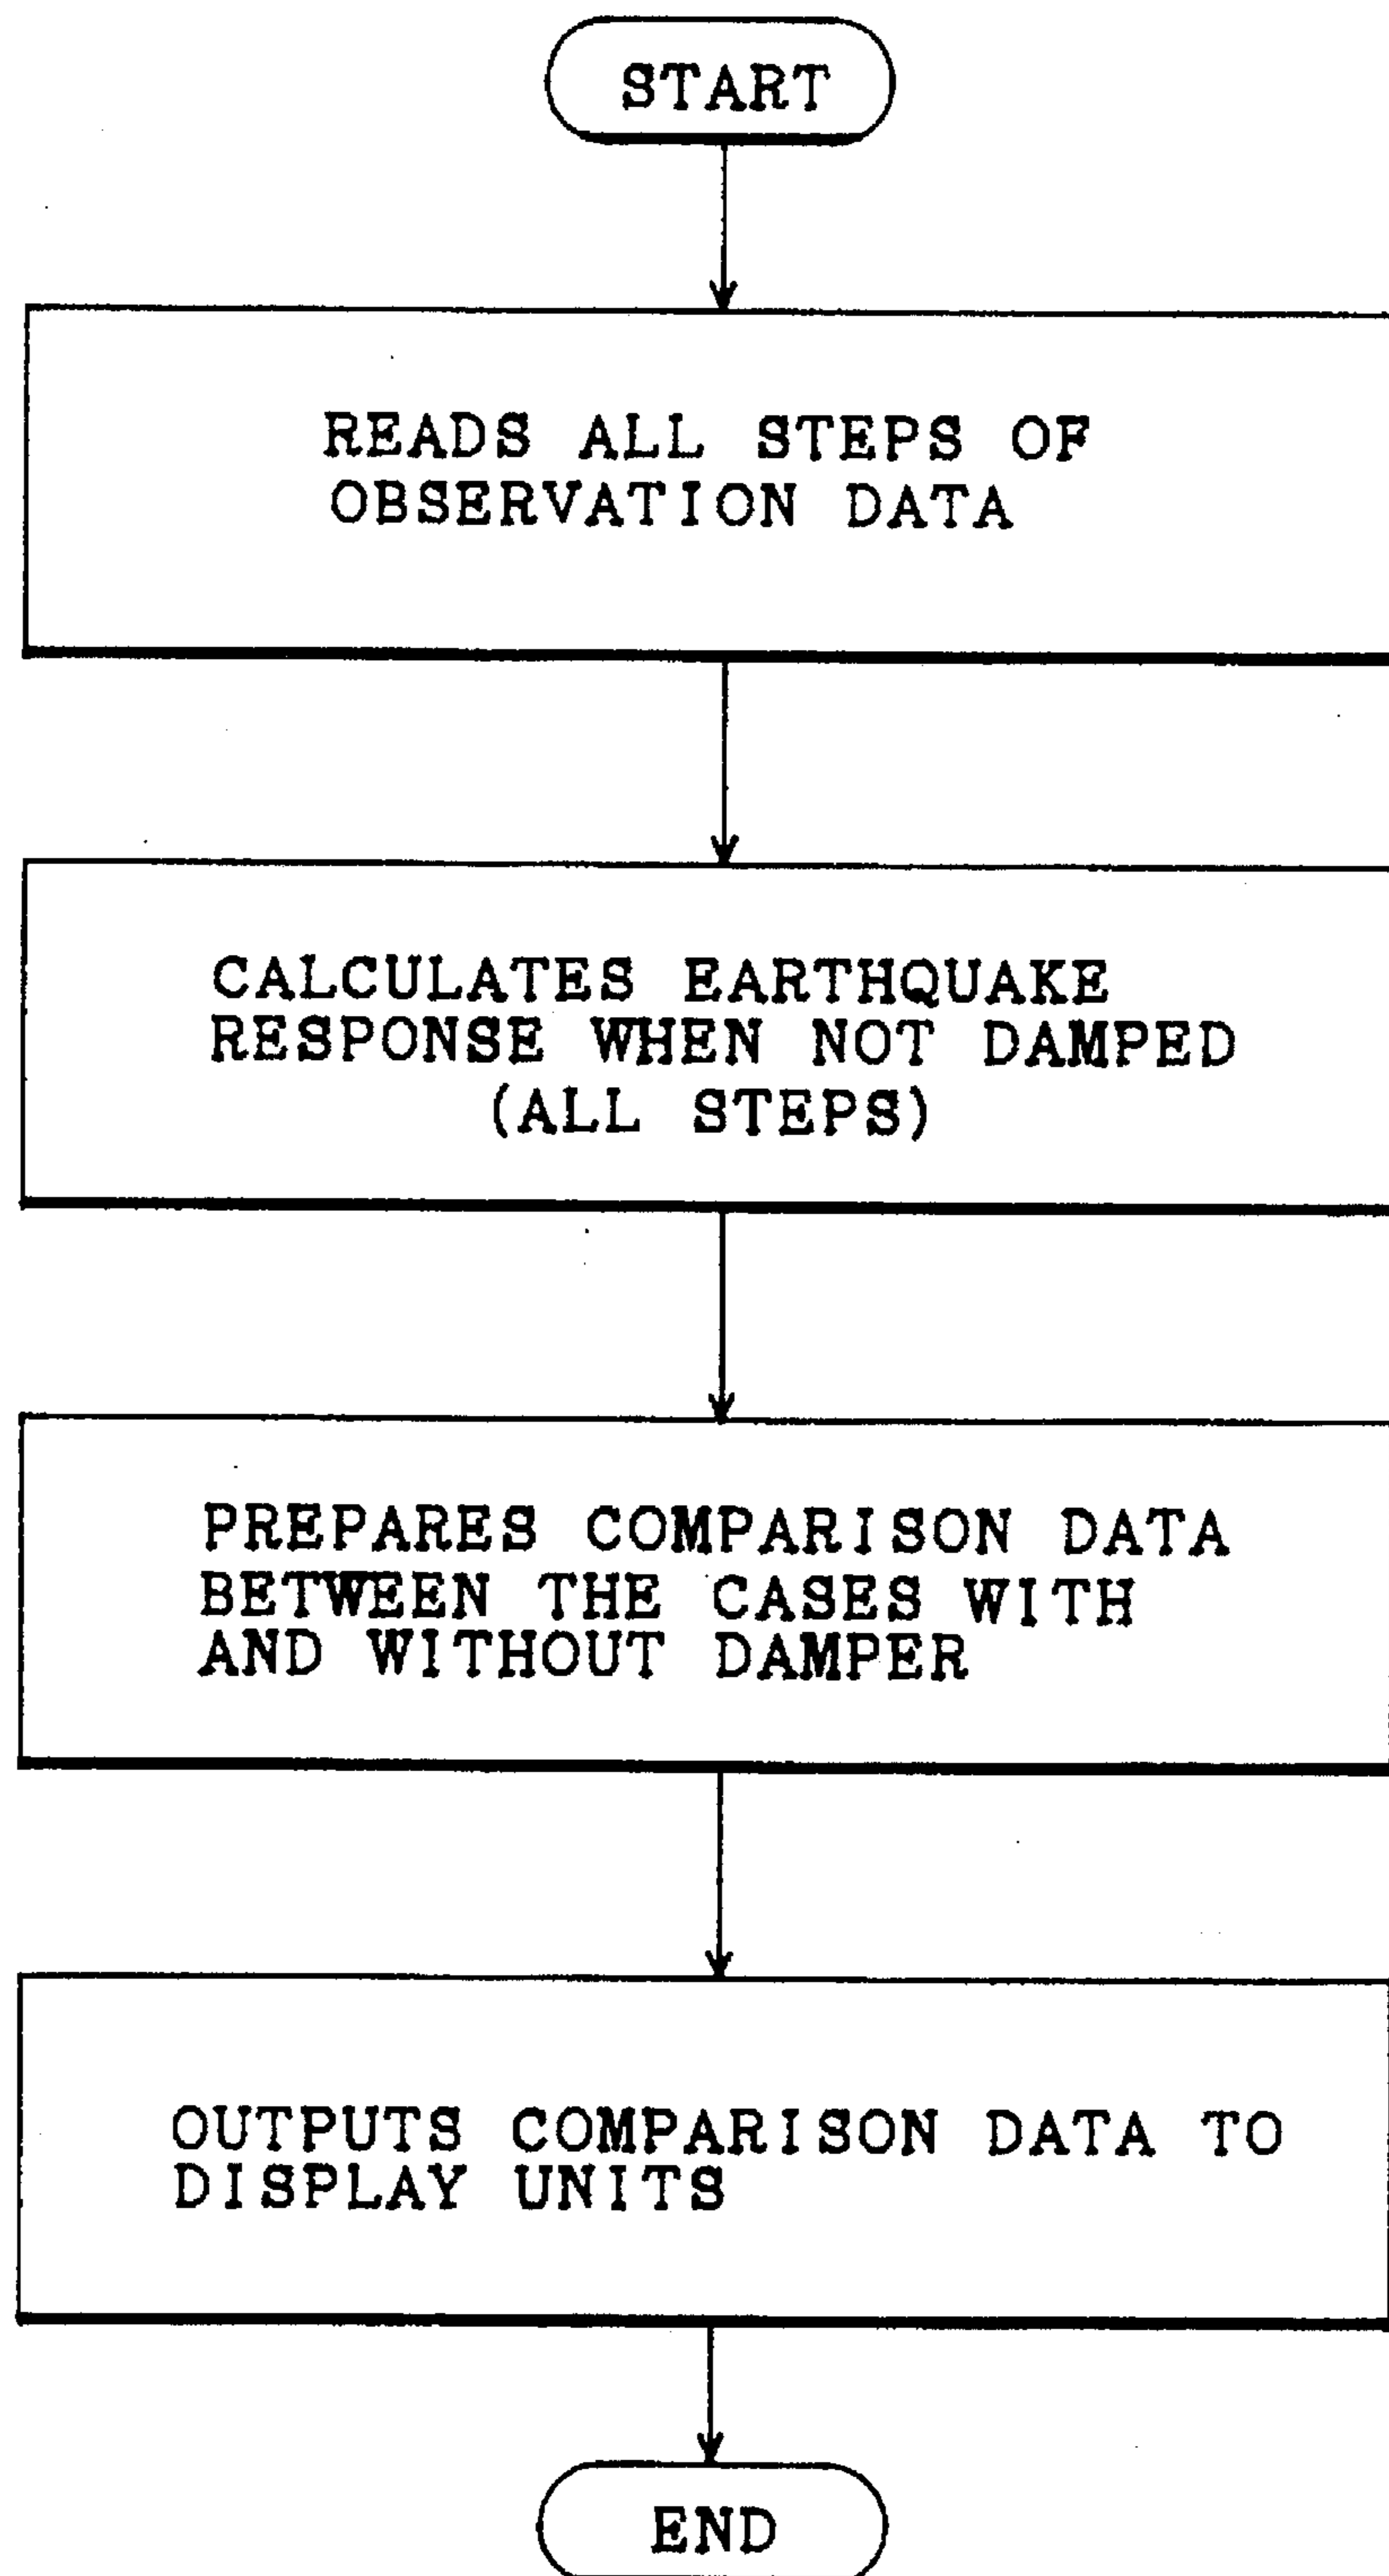 START
READS ALL STEPS OF
OBSERVATION DATA
CALCULATES EARTHQUAKE
RESPONSE WHEN NOT DAMPED
(ALL STEPS)
PREPARES COMPARISON DATA
BETWEEN THE CASES WITH
AND WITHOUT DAMPER
OUTPUTS COMPARISON DATA TO
DISPLAY UNITS
END